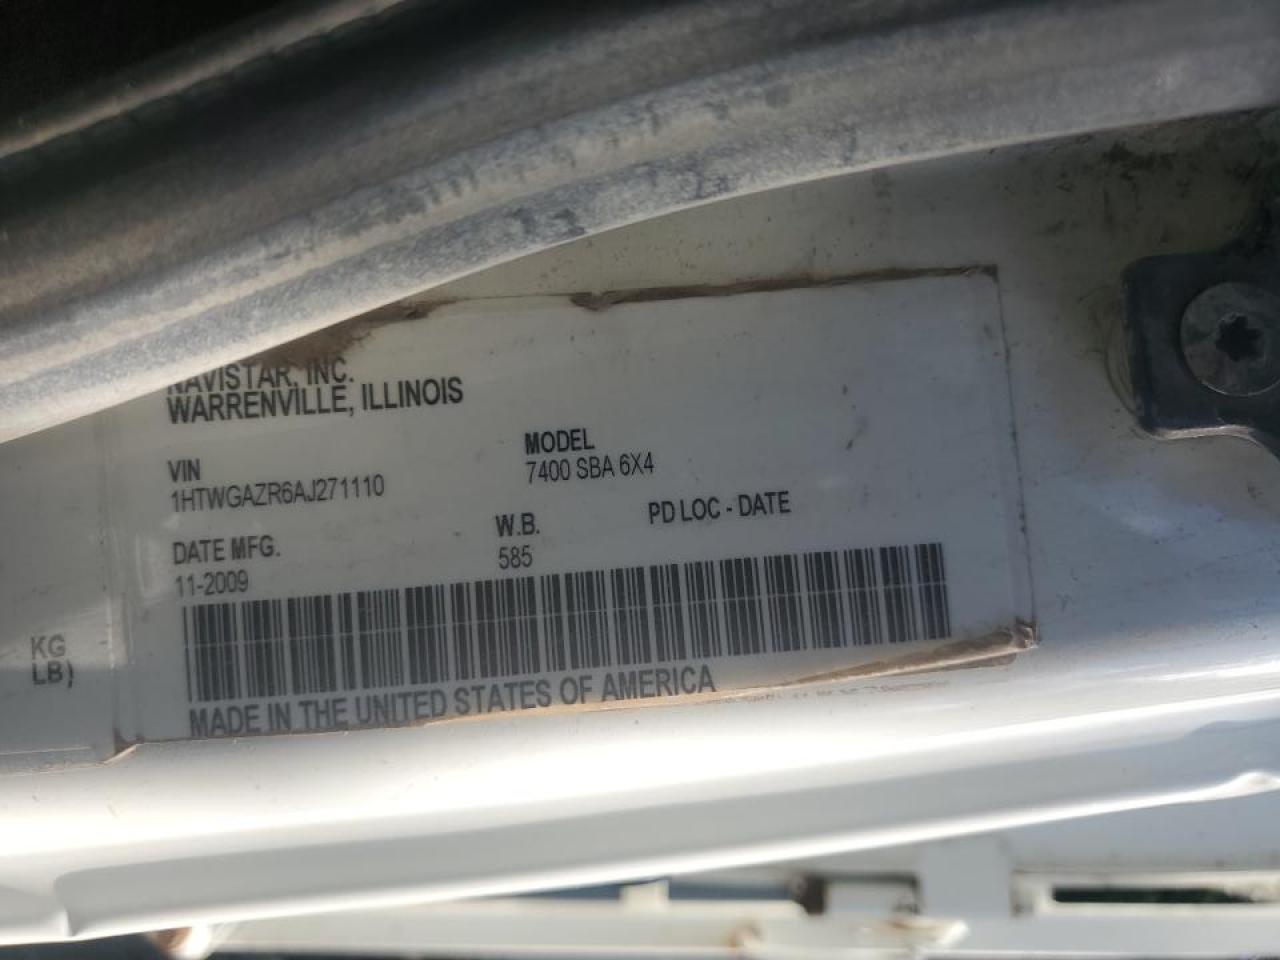 NAVISTAR, INC.
WARRENVILLE, ILLINOIS
VIN
1HTWGAZR6AJ271110
MODEL
7400 SBA 6X4
DATE MFG.
11-2009
W.B.
585
PD LOC - DATE
MADE IN THE UNITED STATES OF AMERICA
KG
LB)